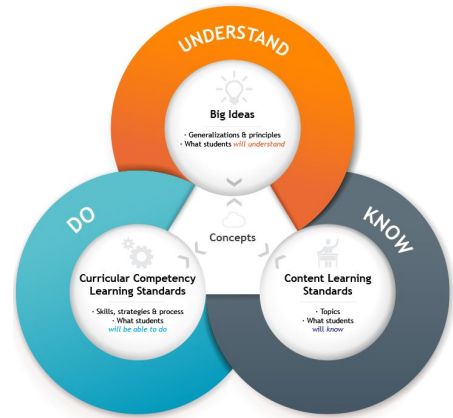 UNDERSTAND
Big Ideas
· Generalizations & principles
· What students will understand
Concepts
DO
Curricular Competency
Learning Standards
· Skills, strategies & process
· What students
will be able to do
KNOW
Content Learning
Standards
· Topics
· What students
will know